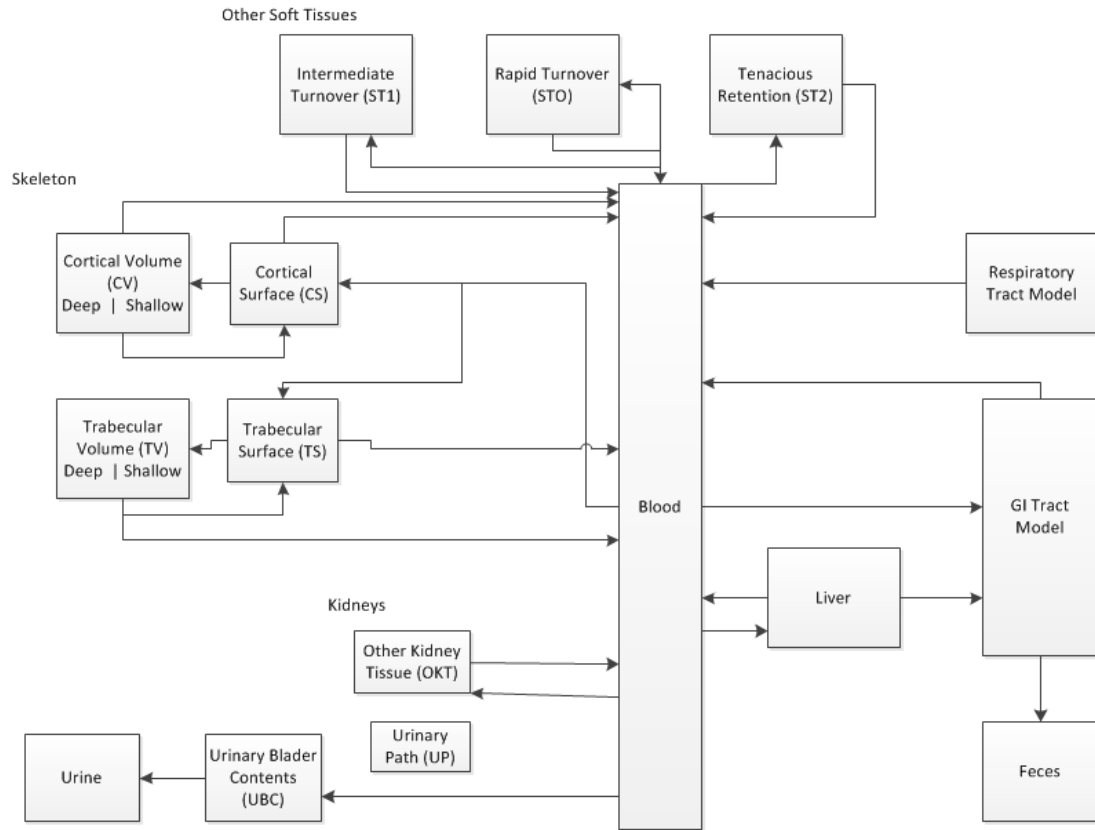 Other Soft Tissues
Intermediate
Turnover (ST1)
Rapid Turnover
(STO)
Tenacious
Retention (ST2)
Skeleton
Cortical Volume
(CV)
Deep | Shallow
Cortical
Surface (CS)
Respiratory
Tract Model
Trabecular
Volume (TV)
Deep | Shallow
Trabecular
Surface (TS)
Blood
GI Tract
Model
Liver
Kidneys
Other Kidney
Tissue (OKT)
Urinary
Path (UP)
Urine
Urinary Blader
Contents
(UBC)
Feces